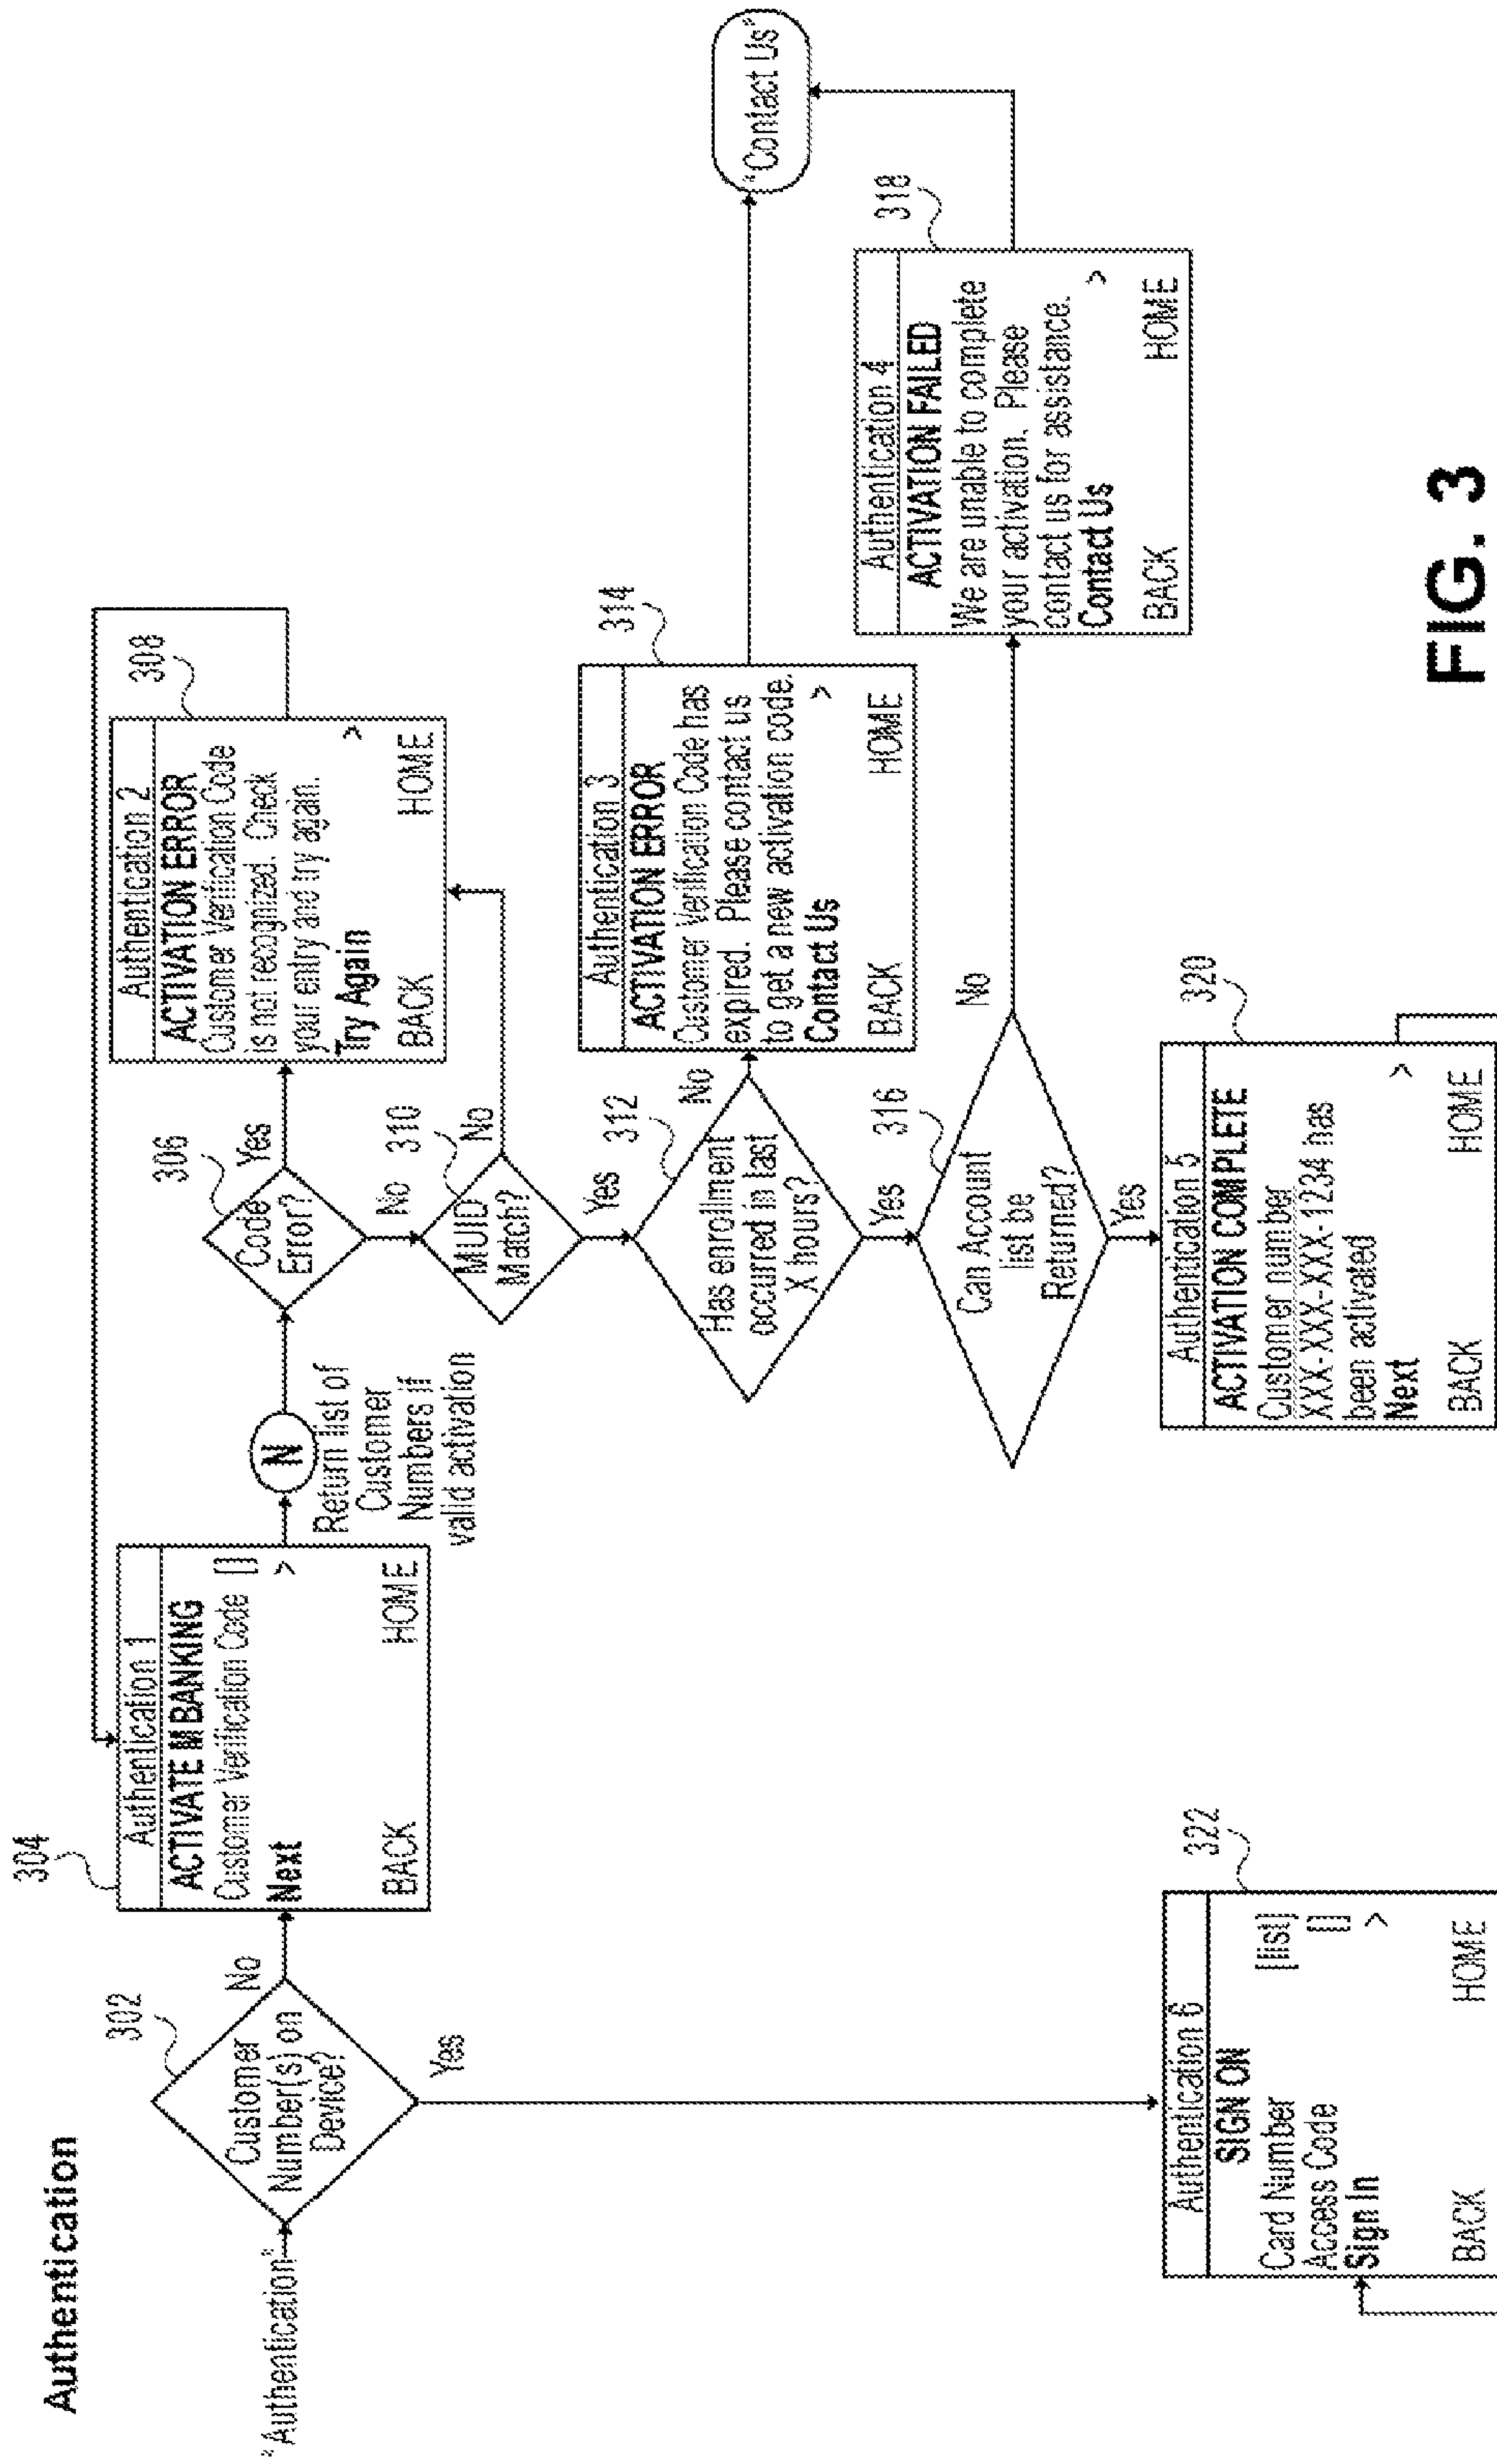 Authentication
"Authentication"
302
Customer
Number(s) on
Device?
No
Yes
304
Authentication 1
ACTIVATE M BANKING
Customer Verification Code []
Next >
BACK HOME
N
Return list of
Customer
Numbers if
valid activation
306
Code
Error?
Yes
No
308
Authentication 2
ACTIVATION ERROR
Customer Verification Code
is not recognized. Check
your entry and try again.
Try Again >
BACK HOME
310
MUID
Match?
No
Yes
312
Has enrollment
occurred in last
X hours?
No
Yes
314
Authentication 3
ACTIVATION ERROR
Customer Verification Code has
expired. Please contact us
to get a new activation code.
Contact Us >
BACK HOME
"Contact Us"
316
Can Account
list be
Returned?
No
Yes
318
Authentication 4
ACTIVATION FAILED
We are unable to complete
your activation. Please
contact us for assistance.
Contact Us >
BACK HOME
320
Authentication 5
ACTIVATION COMPLETE
Customer number
XXX-XXX-XXX-1234 has
been activated
Next >
BACK HOME
322
Authentication 6
SIGN ON
Card Number [list]
Access Code []
Sign In >
BACK HOME
FIG. 3